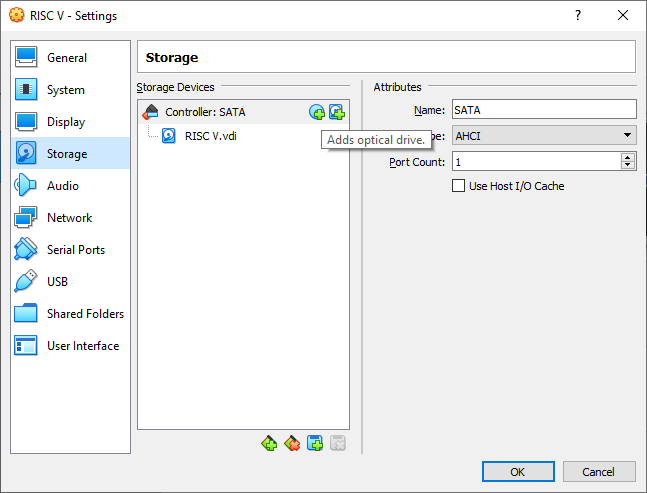 RISC V - Settings
General
System
Display
Storage
Audio
Network
Serial Ports
USB
Shared Folders
User Interface
Storage
Storage Devices
Controller: SATA
RISC V.vdi
Adds optical drive.
Attributes
Name: SATA
pe: AHCI
Port Count: 1
Use Host I/O Cache
OK
Cancel